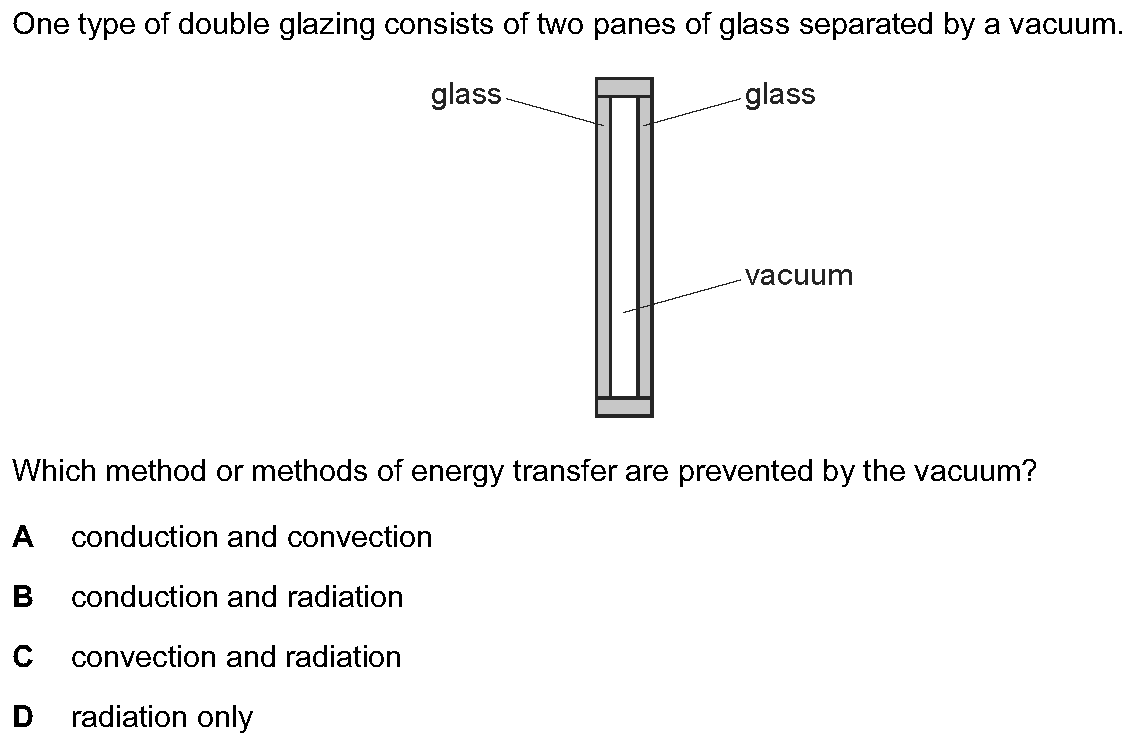 One type of double glazing consists of two panes of glass separated by a vacuum.
glass
glass
vacuum
Which method or methods of energy transfer are prevented by the vacuum?
A conduction and convection
B conduction and radiation
C convection and radiation
D radiation only